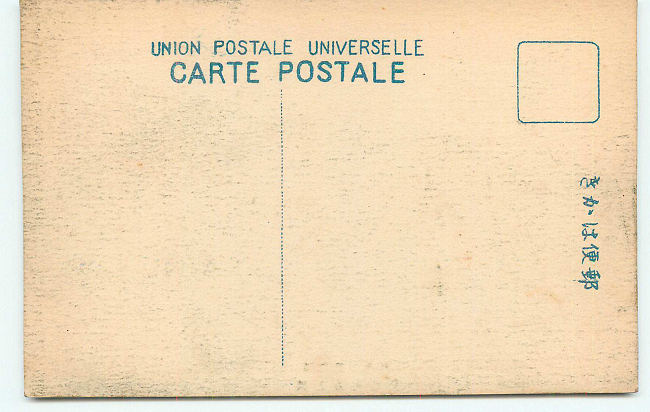 UNION POSTALE UNIVERSELLE
CARTE POSTALE
郵便はかき